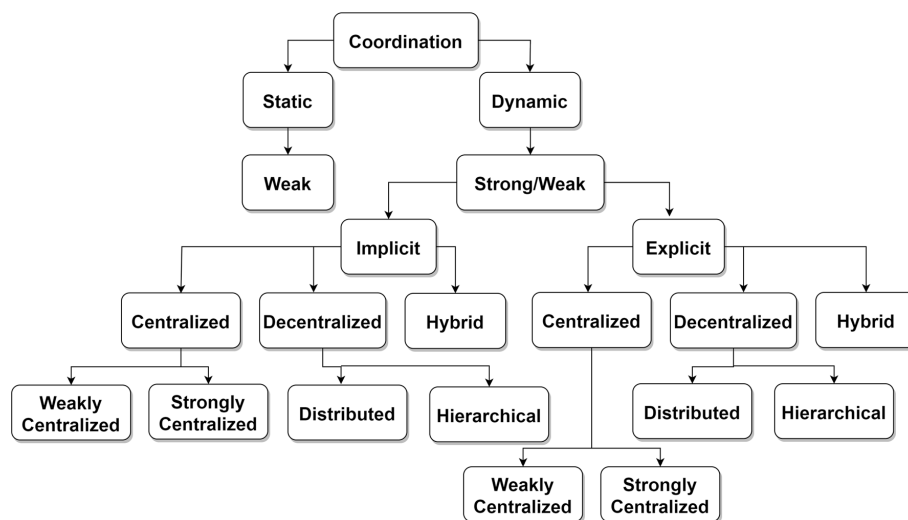 Coordination
Static
Dynamic
Weak
Strong/Weak
Implicit
Explicit
Centralized
Decentralized
Hybrid
Centralized
Decentralized
Hybrid
Weakly
Centralized
Strongly
Centralized
Distributed
Hierarchical
Distributed
Hierarchical
Weakly
Centralized
Strongly
Centralized